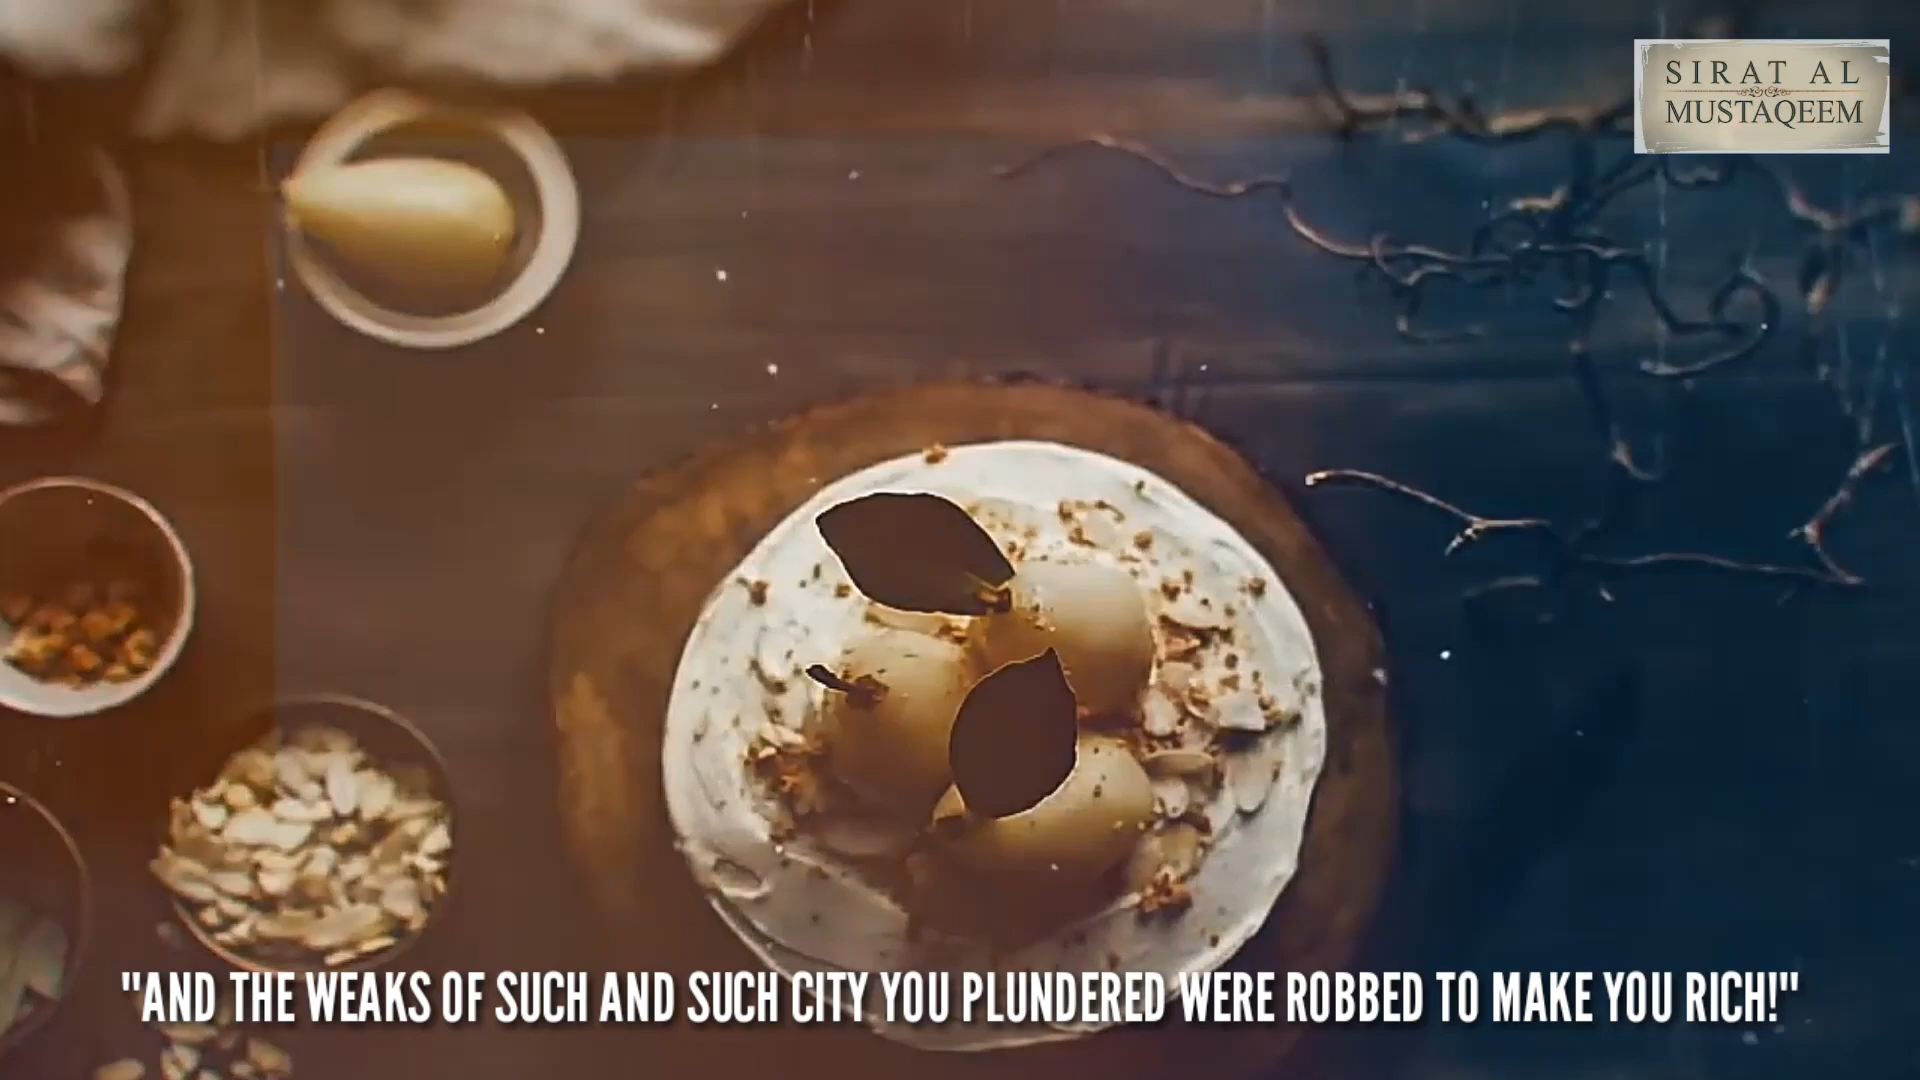 SIRAT AL
MUSTAQEEM
"AND THE WEAKS OF SUCH AND SUCH CITY YOU PLUNDERED WERE ROBBED TO MAKE YOU RICH!"